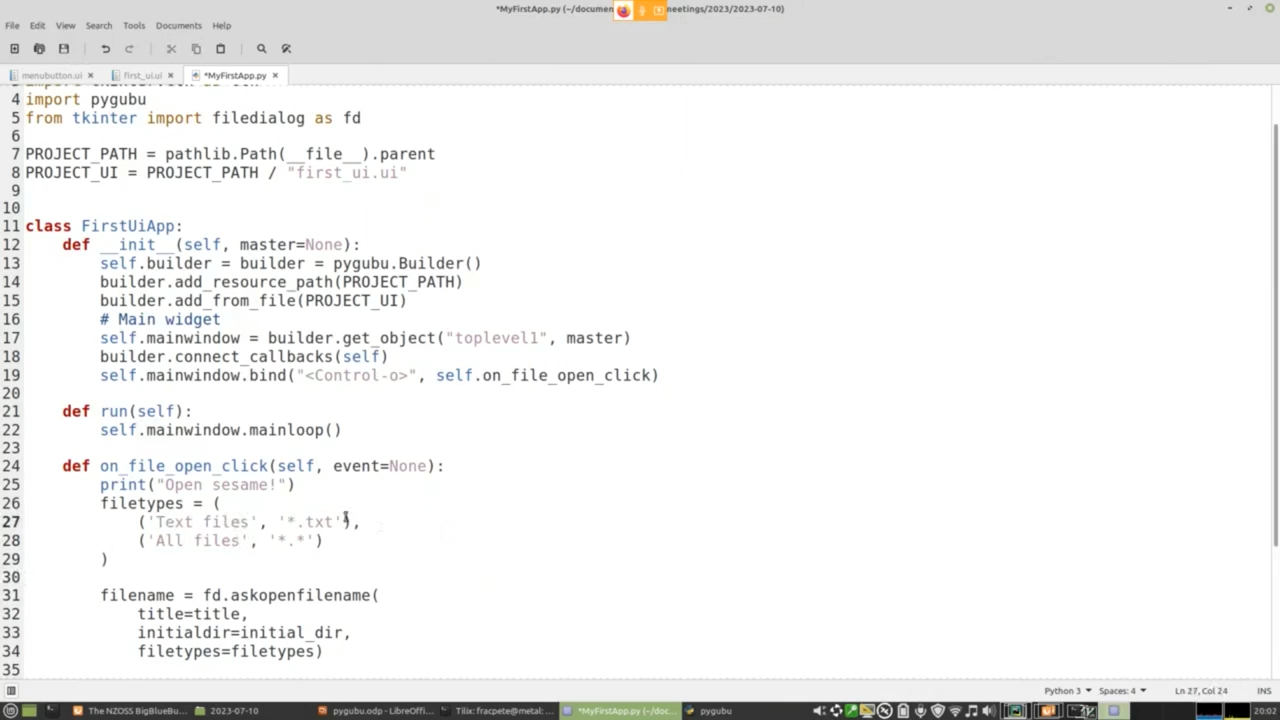 *MyFirstApp.py (~/documen meetings/2023/2023-07-10)
File Edit View Search Tools Documents Help
menubutton.ui first_ui.ui *MyFirstApp.py
4 import pygubu
5 from tkinter import filedialog as fd
6
7 PROJECT_PATH = pathlib.Path(__file__).parent
8 PROJECT_UI = PROJECT_PATH / "first_ui.ui"
9
10
11 class FirstUiApp:
12 def __init__(self, master=None):
13 self.builder = builder = pygubu.Builder()
14 builder.add_resource_path(PROJECT_PATH)
15 builder.add_from_file(PROJECT_UI)
16 # Main widget
17 self.mainwindow = builder.get_object("toplevel1", master)
18 builder.connect_callbacks(self)
19 self.mainwindow.bind("<Control-o>", self.on_file_open_click)
20
21 def run(self):
22 self.mainwindow.mainloop()
23
24 def on_file_open_click(self, event=None):
25 print("Open sesame!")
26 filetypes = (
27 ('Text files', '*.txt'),
28 ('All files', '*.*')
29 )
30
31 filename = fd.askopenfilename(
32 title=title,
33 initialdir=initial_dir,
34 filetypes=filetypes)
35
Python 3 Spaces: 4 Ln 27, Col 24 INS
The NZOSS BigBlueBu... 2023-07-10 pygubu.odp - LibreOffi... Tilix: fracpete@metal: ... *MyFirstApp.py (~/doc... pygubu 20:02